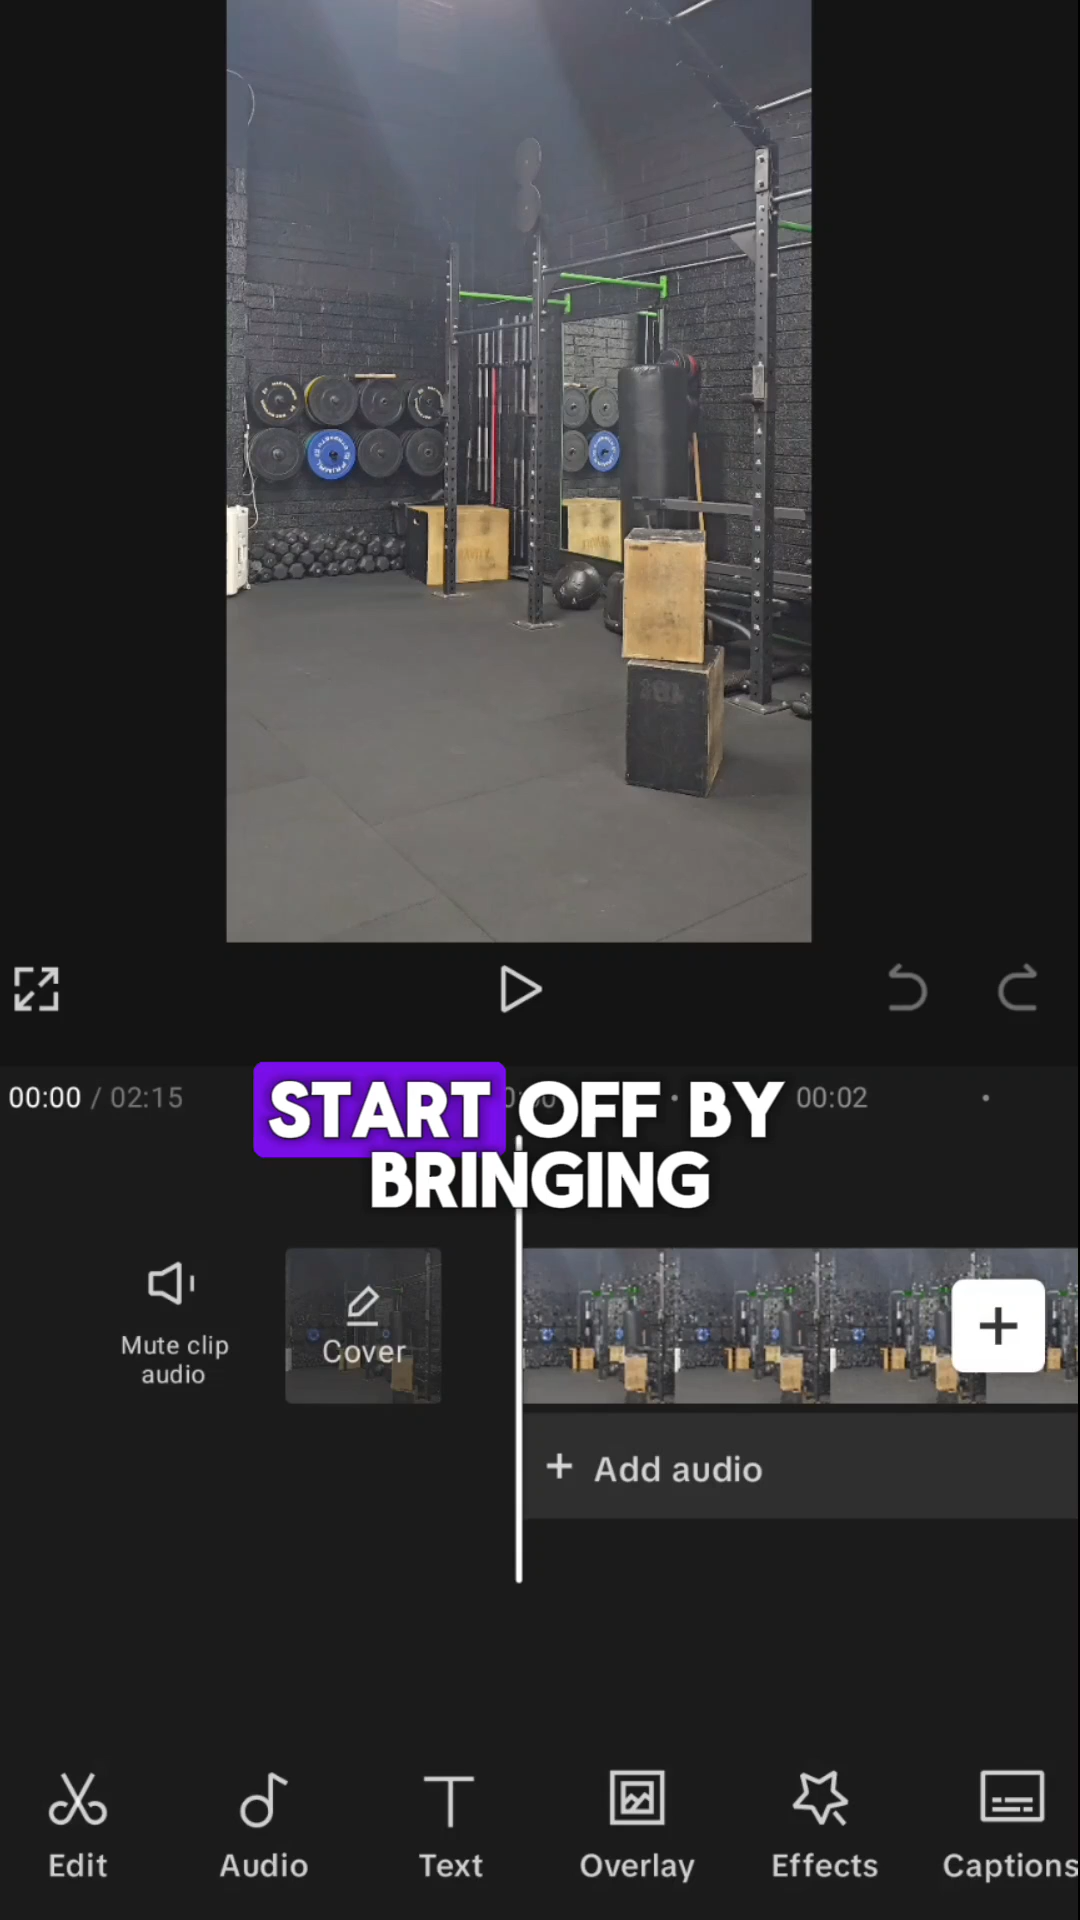 00:00 / 02:15
00:02
START OFF BY
BRINGING
Mute clip
audio
Cover
+ Add audio
Edit
Audio
Text
Overlay
Effects
Captions